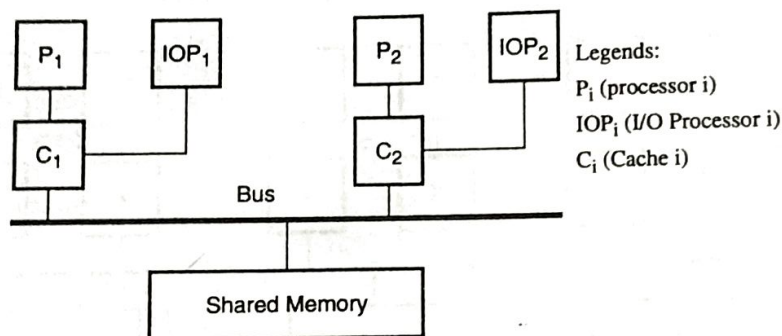 P1 IOP1 P2 IOP2
Legends:
Pi (processor i)
IOPi (I/O Processor i)
C1 C2
Ci (Cache i)
Bus
Shared Memory